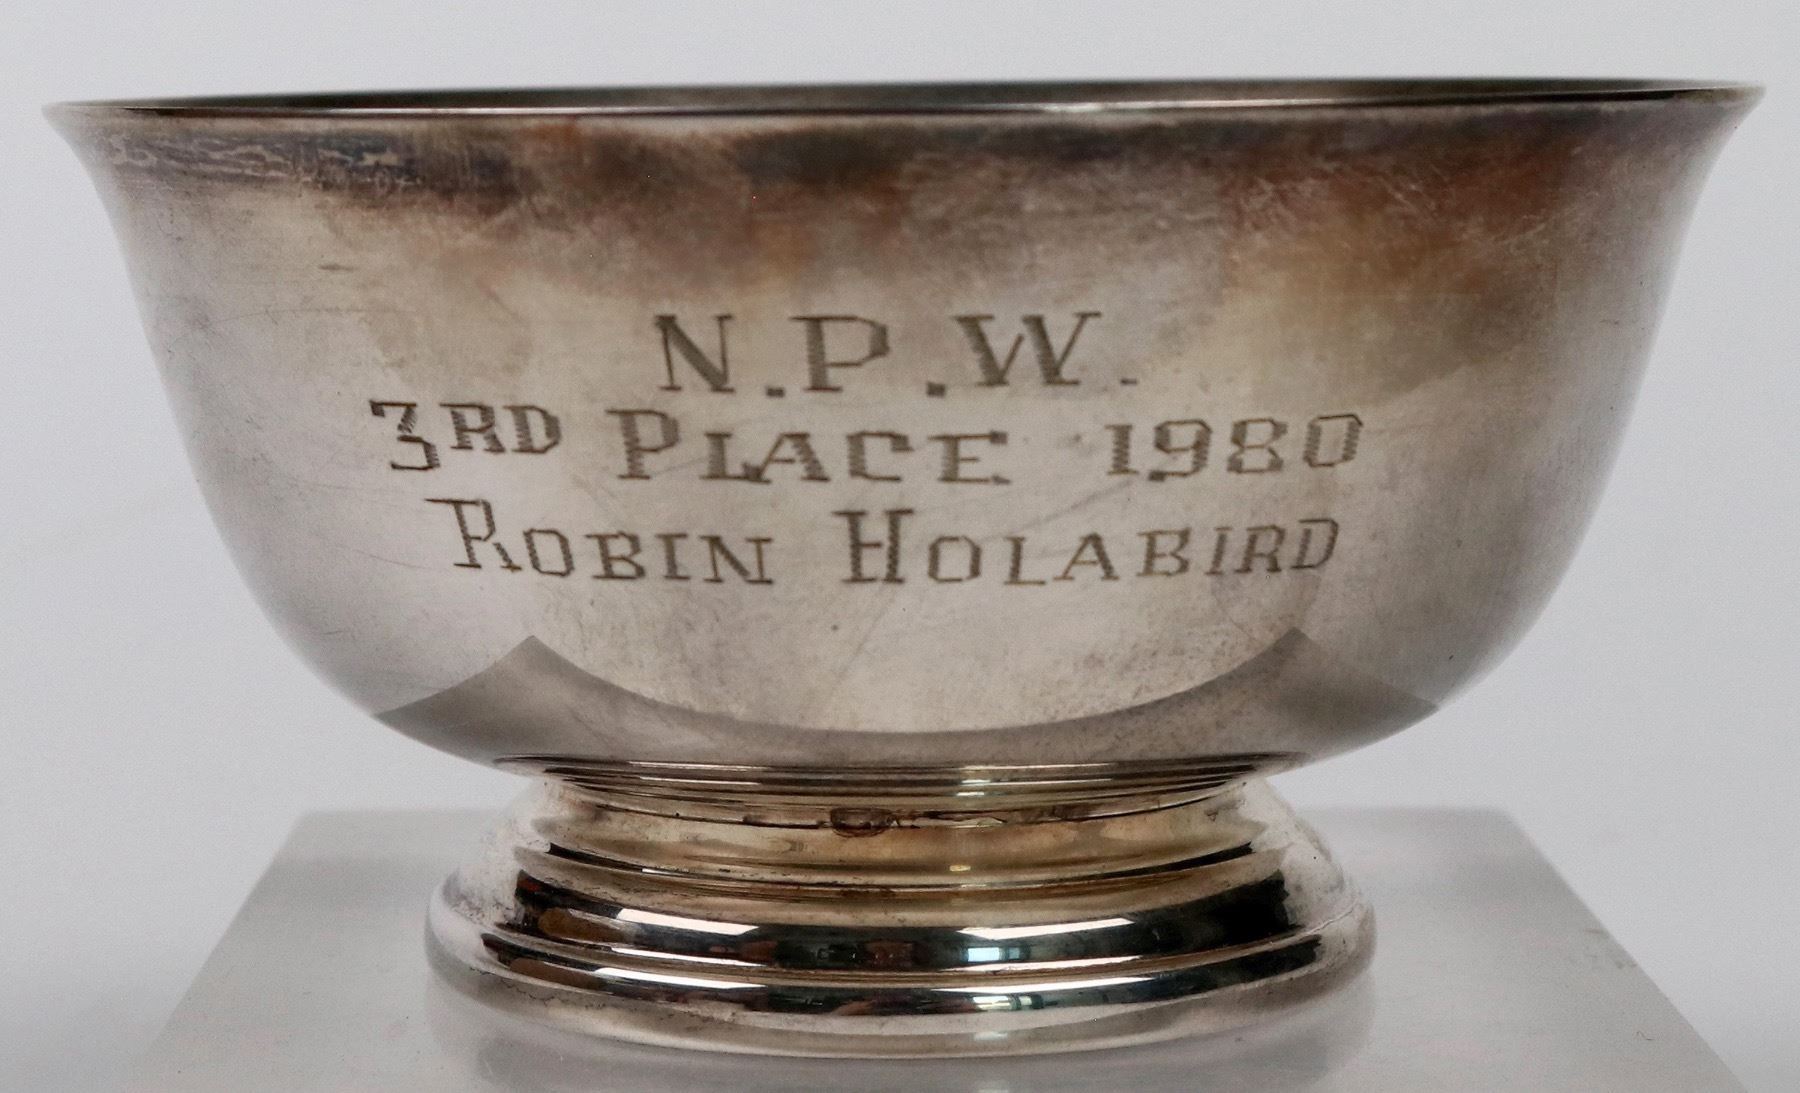 N.P.W.
3RD PLACE 1980
ROBIN HOLABIRD